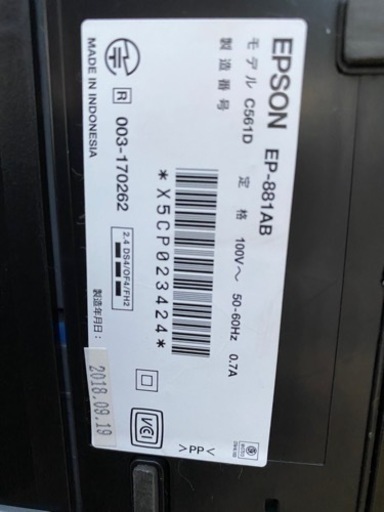 EPSON EP-881AB
モデル C561D 定 格 100V～ 50-60Hz 0.7A
製造番号
*X5CP023424*
R 003-170262 2.4 DS4/OF4/FH2
MADE IN INDONESIA
製造年月日: 2018.09.19
VCCI
>PP<